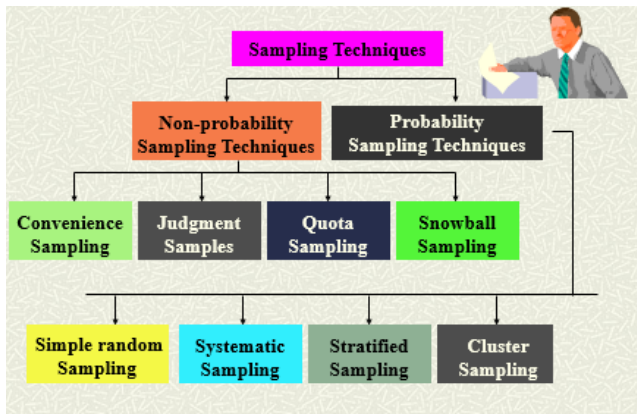 Sampling Techniques
Non-probability
Sampling Techniques
Probability
Sampling Techniques
Convenience
Sampling
Judgment
Samples
Quota
Sampling
Snowball
Sampling
Simple random
Sampling
Systematic
Sampling
Stratified
Sampling
Cluster
Sampling